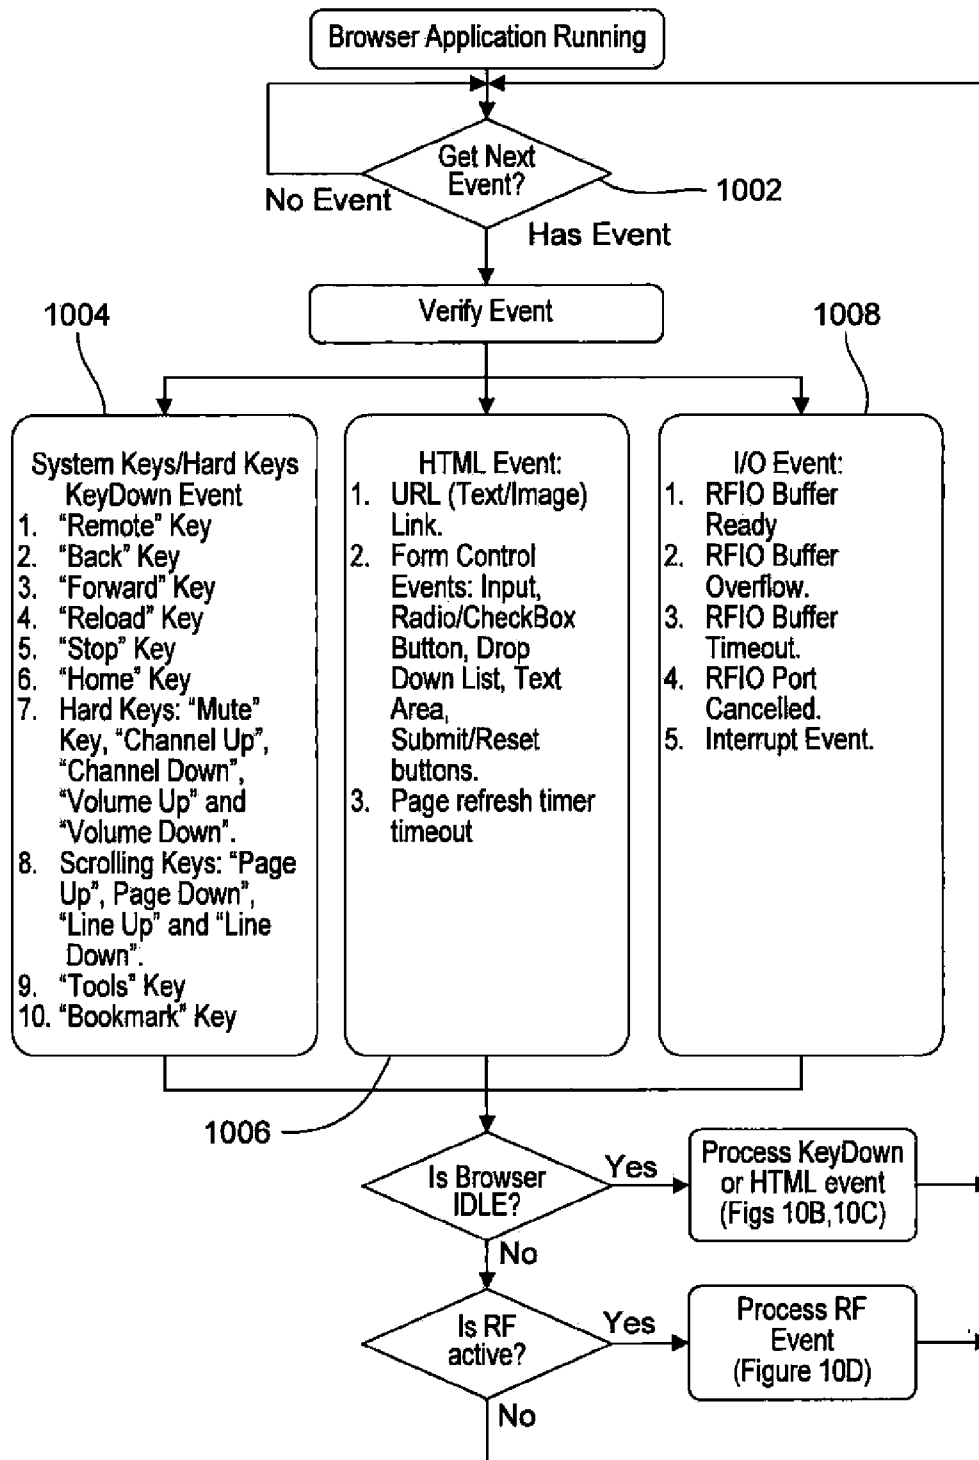 Browser Application Running
Get Next
Event?
1002
No Event
Has Event
Verify Event
1004
1008
System Keys/Hard Keys
KeyDown Event
1. "Remote" Key
2. "Back" Key
3. "Forward" Key
4. "Reload" Key
5. "Stop" Key
6. "Home" Key
7. Hard Keys: "Mute"
Key, "Channel Up",
"Channel Down",
"Volume Up" and
"Volume Down".
8. Scrolling Keys: "Page
Up", Page Down",
"Line Up" and "Line
Down".
9. "Tools" Key
10. "Bookmark" Key
HTML Event:
1. URL (Text/Image)
Link.
2. Form Control
Events: Input,
Radio/CheckBox
Button, Drop
Down List, Text
Area,
Submit/Reset
buttons.
3. Page refresh timer
timeout
I/O Event:
1. RFIO Buffer
Ready
2. RFIO Buffer
Overflow.
3. RFIO Buffer
Timeout.
4. RFIO Port
Cancelled.
5. Interrupt Event.
1006
Is Browser
IDLE?
Yes
Process KeyDown
or HTML event
(Figs 10B,10C)
No
Is RF
active?
Yes
Process RF
Event
(Figure 10D)
No